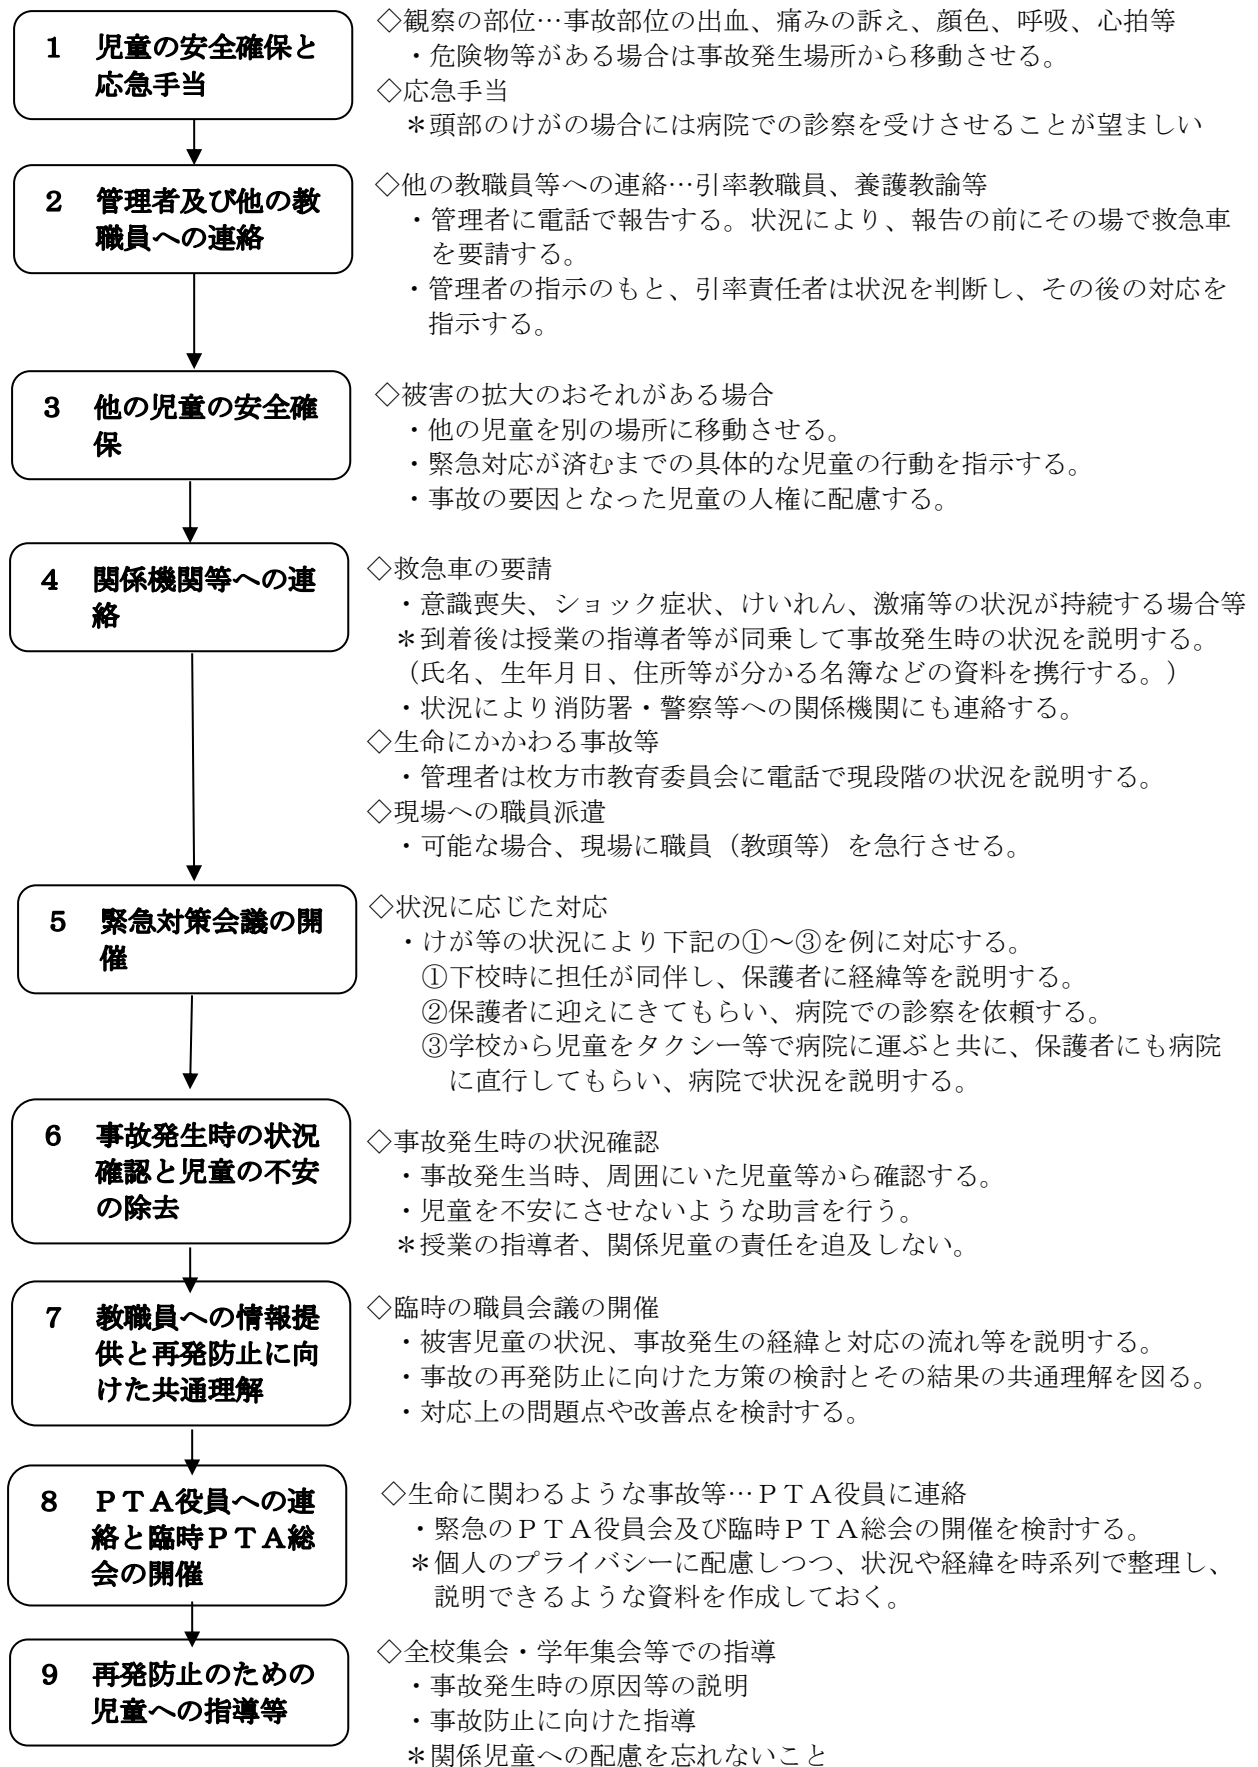 1 児童の安全確保と
応急手当
◇観察の部位…事故部位の出血、痛みの訴え、顔色、呼吸、心拍等
・危険物等がある場合は事故発生場所から移動させる。
◇応急手当
＊頭部のけがの場合には病院での診察を受けさせることが望ましい
2 管理者及び他の教
職員への連絡
◇他の教職員等への連絡…引率教職員、養護教諭等
・管理者に電話で報告する。状況により、報告の前にその場で救急車
を要請する。
・管理者の指示のもと、引率責任者は状況を判断し、その後の対応を
指示する。
3 他の児童の安全確
保
◇被害の拡大のおそれがある場合
・他の児童を別の場所に移動させる。
・緊急対応が済むまでの具体的な児童の行動を指示する。
・事故の要因となった児童の人権に配慮する。
4 関係機関等への連
絡
◇救急車の要請
・意識喪失、ショック症状、けいれん、激痛等の状況が持続する場合等
＊到着後は授業の指導者等が同乗して事故発生時の状況を説明する。
（氏名、生年月日、住所等が分かる名簿などの資料を携行する。）
・状況により消防署・警察等への関係機関にも連絡する。
◇生命にかかわる事故等
・管理者は枚方市教育委員会に電話で現段階の状況を説明する。
◇現場への職員派遣
・可能な場合、現場に職員（教頭等）を急行させる。
5 緊急対策会議の開
催
◇状況に応じた対応
・けが等の状況により下記の①～③を例に対応する。
①下校時に担任が同伴し、保護者に経緯等を説明する。
②保護者に迎えにきてもらい、病院での診察を依頼する。
③学校から児童をタクシー等で病院に運ぶと共に、保護者にも病院
に直行してもらい、病院で状況を説明する。
6 事故発生時の状況
確認と児童の不安
の除去
◇事故発生時の状況確認
・事故発生当時、周囲にいた児童等から確認する。
・児童を不安にさせないような助言を行う。
＊授業の指導者、関係児童の責任を追及しない。
7 教職員への情報提
供と再発防止に向
けた共通理解
◇臨時の職員会議の開催
・被害児童の状況、事故発生の経緯と対応の流れ等を説明する。
・事故の再発防止に向けた方策の検討とその結果の共通理解を図る。
・対応上の問題点や改善点を検討する。
8 ＰＴＡ役員への連
絡と臨時ＰＴＡ総
会の開催
◇生命に関わるような事故等…ＰＴＡ役員に連絡
・緊急のＰＴＡ役員会及び臨時ＰＴＡ総会の開催を検討する。
＊個人のプライバシーに配慮しつつ、状況や経緯を時系列で整理し、
説明できるような資料を作成しておく。
9 再発防止のための
児童への指導等
◇全校集会・学年集会等での指導
・事故発生時の原因等の説明
・事故防止に向けた指導
＊関係児童への配慮を忘れないこと